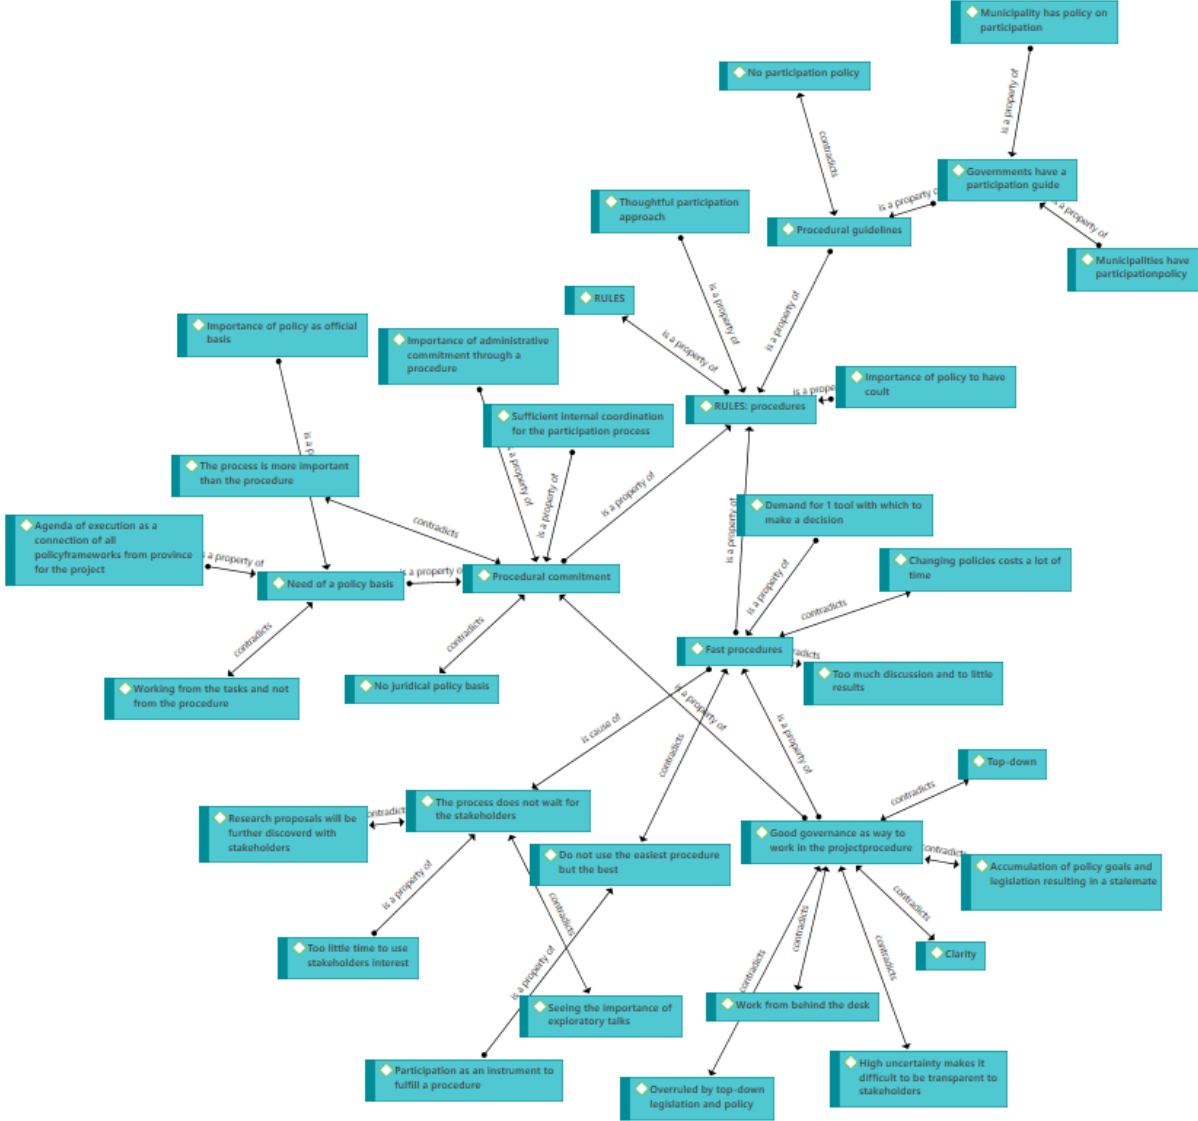 Municipality has policy on
participation
No participation policy
is a property of
contradicts
Governments have a
participation guide
Thoughtful participation
approach
is a property o
is a property of
Procedural guidelines
Municipalities have
participationpolicy
RULES
is a property of
is a property of
Importance of policy as official
basis
Importance of administrative
commitment through a
procedure
is a property of
Importance of policy to have
coult
is a prope
RULES: procedures
Sufficient internal coordination
for the participation process
is a p
The process is more important
than the procedure
is a property of
is a property of
is a property of
Demand for 1 tool with which to
make a decision
contradicts
is a property of
Agenda of execution as a
connection of all
policyframeworks from province
for the project
is a property of
Need of a policy basis
is a property o
Procedural commitment
Changing policies costs a lot of
time
is a property of
contradicts
contradicts
contradicts
Fast procedures
radicts
Too much discussion and to little
results
Working from the tasks and not
from the procedure
No juridical policy basis
is a property of
is cause of
contradicts
is a property of
Top-down
contradicts
The process does not wait for
the stakeholders
ontradict
Research proposals will be
further discoverd with
stakeholders
Good governance as way to
work in the projectprocedure
contradic
Do not use the easiest procedure
but the best
Accumulation of policy goals and
legislation resulting in a stalemate
is a property of
contradicts
contradicts
contradicts
contradicts
Too little time to use
stakeholders interest
Clarity
is a property of
contradicts
Seeing the importance of
exploratory talks
Work from behind the desk
Participation as an instrument to
fulfill a procedure
High uncertainty makes it
difficult to be transparent to
stakeholders
Overruled by top-down
legislation and policy